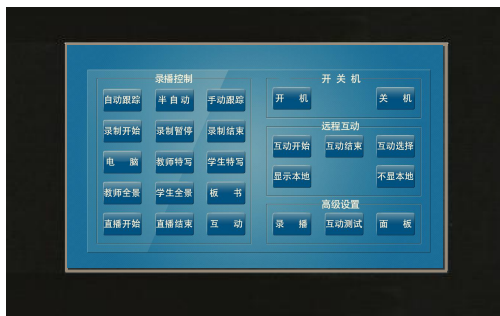 录播控制
自动跟踪 半自动 手动跟踪
录制开始 录制暂停 录制结束
电 脑 教师特写 学生特写
教师全景 学生全景 板 书
直播开始 直播结束 互 动
开 关 机
开 机 关 机
远程互动
互动开始 互动结束 互动选择
显示本地 不显本地
高级设置
录 播 互动测试 面 板